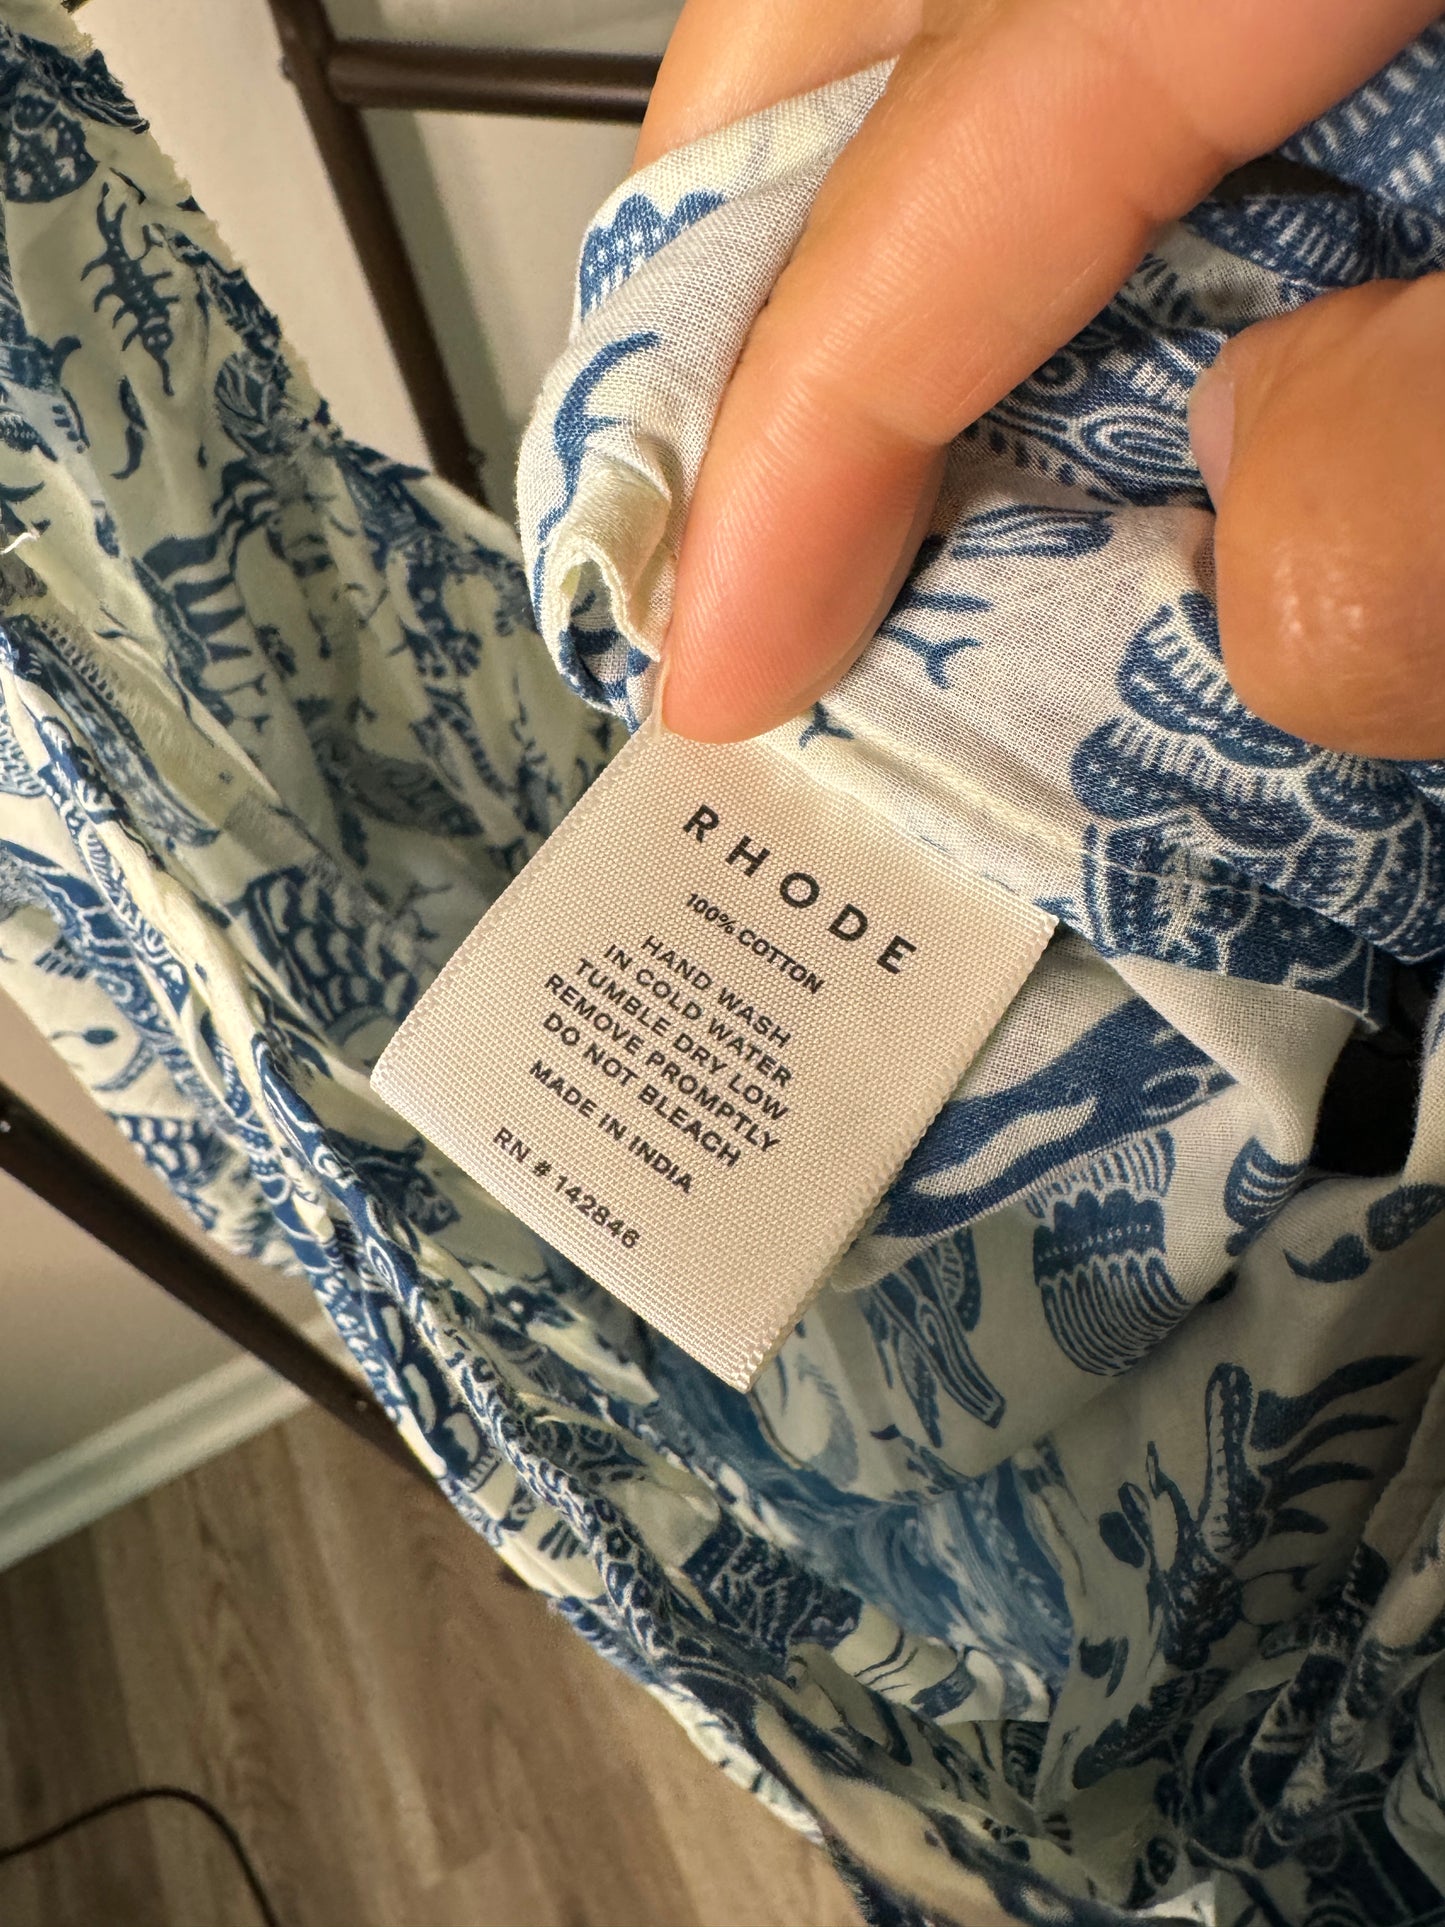 RHODE
100% COTTON
HAND WASH
IN COLD WATER
TUMBLE DRY LOW
REMOVE PROMPTLY
DO NOT BLEACH
MADE IN INDIA
RN # 142846